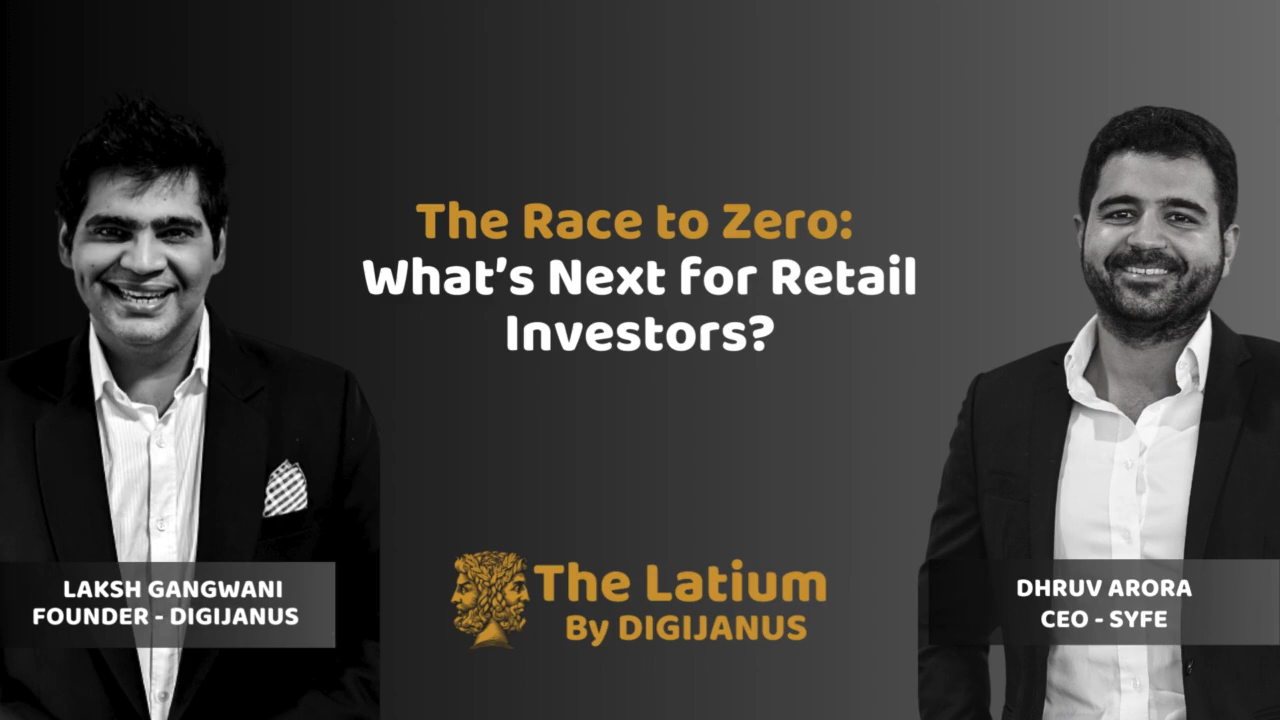 The Race to Zero:
What's Next for Retail
Investors?
LAKSH GANGWANI
FOUNDER - DIGIJANUS
The Latium
By DIGIJANUS
DHRUV ARORA
CEO - SYFE